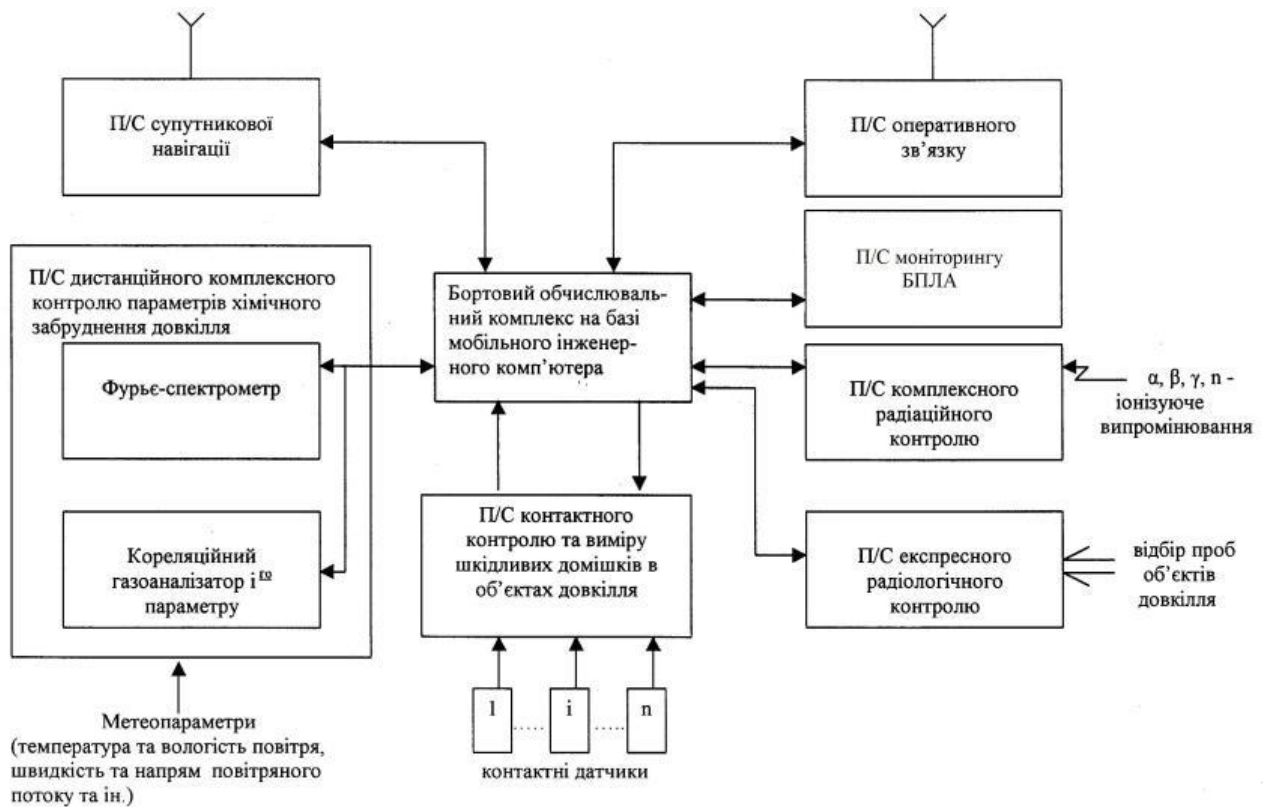 П/С супутникової
навігації
П/С оперативного
зв’язку
П/С моніторингу
БПЛА
П/С дистанційного комплексного
контролю параметрів хімічного
забруднення довкілля
Фурьє-спектрометр
Кореляційний
газоаналізатор і го
параметру
Бортовий обчислюваль-
ний комплекс на базі
мобільного інженер-
ного комп’ютера
П/С комплексного
радіаційного
контролю
α, β, γ, n -
іонізуюче
випромінювання
П/С контактного
контролю та виміру
шкідливих домішків в
об’єктах довкілля
П/С експресного
радіологічного
контролю
відбір проб
об’єктів
довкілля
1 ..... i ..... n
контактні датчики
Метеопараметри
(температура та вологість повітря,
швидкість та напрям повітряного
потоку та ін.)